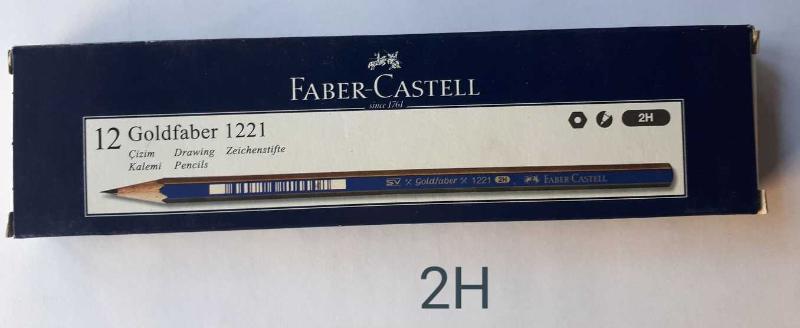 FABER-CASTELL
since 1761
12 Goldfaber 1221
2H
Çizim Drawing Zeichenstifte
Kalemi Pencils
SV Goldfaber 1221 2H FABER-CASTELL
2H